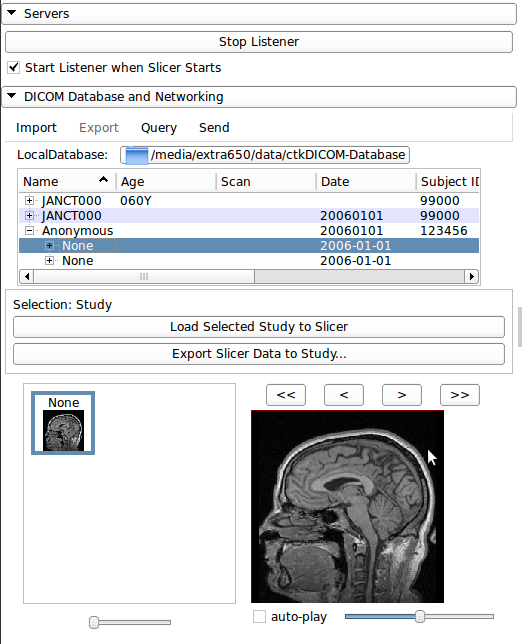 Servers
Stop Listener
Start Listener when Slicer Starts
DICOM Database and Networking
Import Export Query Send
LocalDatabase: /media/extra650/data/ctkDICOM-Database
Name Age Scan Date Subject ID
JANCT000 060Y 99000
JANCT000 20060101 99000
Anonymous 20060101 123456
None 2006-01-01
None 2006-01-01
Selection: Study
Load Selected Study to Slicer
Export Slicer Data to Study...
<< < > >>
None
auto-play